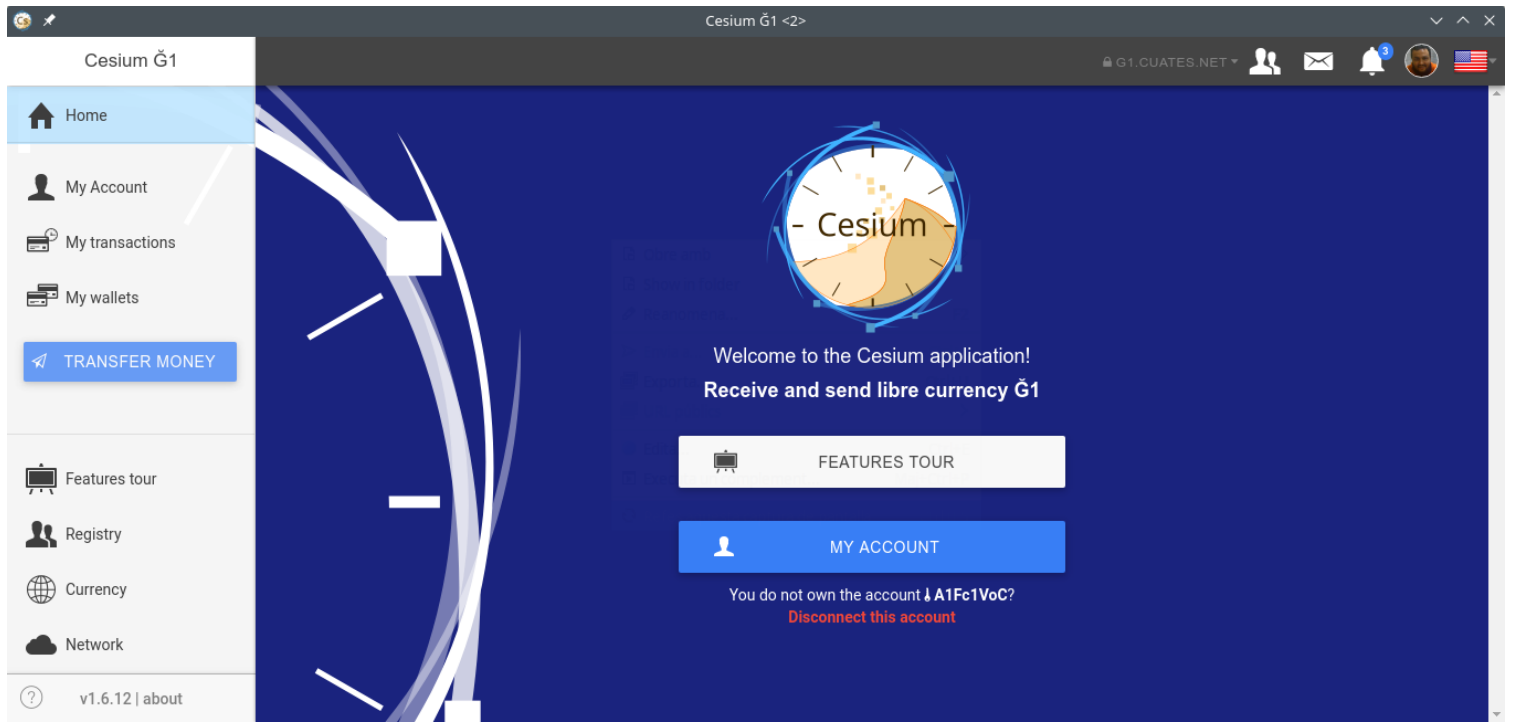 Cesium Ğ1 <2>
Cesium Ğ1
G1.CUATES.NET
3
Home
My Account
My transactions
My wallets
TRANSFER MONEY
Features tour
Registry
Currency
Network
? v1.6.12 | about
Cesium
Welcome to the Cesium application!
Receive and send libre currency Ğ1
FEATURES TOUR
MY ACCOUNT
You do not own the account A1Fc1VoC?
Disconnect this account